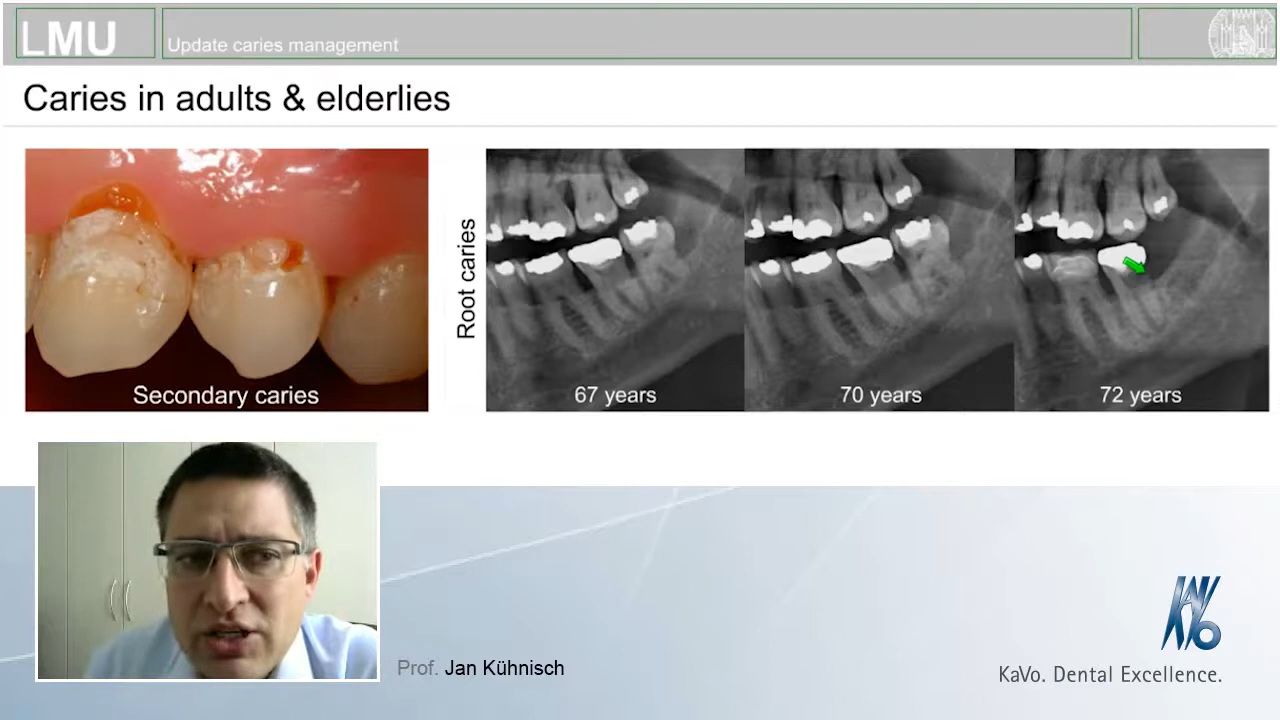 LMU
Update caries management
Caries in adults & elderlies
Secondary caries
Root caries
67 years
70 years
72 years
Prof. Jan Kühnisch
KaVo
KaVo. Dental Excellence.